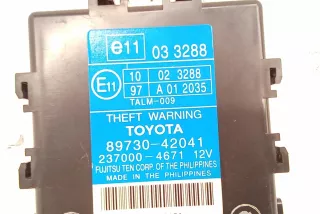 e11 03 3288
E11 10 02 3288
97 A 01 2035
TALM-009
THEFT WARNING
TOYOTA
89730-42041
237000-4671 12V
FUJITSU TEN CORP. OF THE PHILIPPINES
MADE IN THE PHILIPPINES